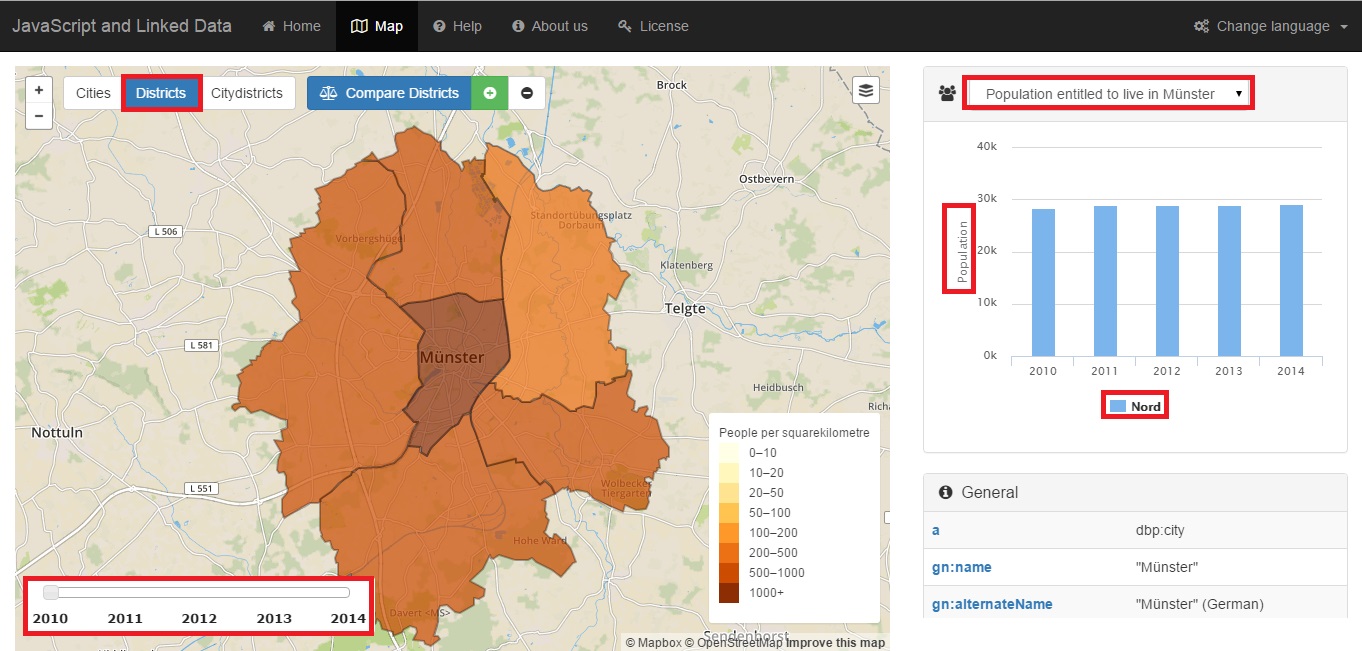 JavaScript and Linked Data Home Map Help About us License Change language
+
−
Cities Districts Citydistricts Compare Districts
Brock
Ostbevern
Standortübungsplatz
Dorbaum
Vorbergshügel
L 506
Klatenberg
Telgte
L 581
Münster
Heidbusch
Nottuln
L 551
Wolbecker
Tiergarten
Hohe Ward
Davert <MS>
Sendenhorst
People per squarekilometre
0–10
10–20
20–50
50–100
100–200
200–500
500–1000
1000+
2010 2011 2012 2013 2014
© Mapbox © OpenStreetMap Improve this map
Population entitled to live in Münster
Population
40k
30k
20k
10k
0k
2010 2011 2012 2013 2014
Nord
General
a dbp:city
gn:name "Münster"
gn:alternateName "Münster" (German)